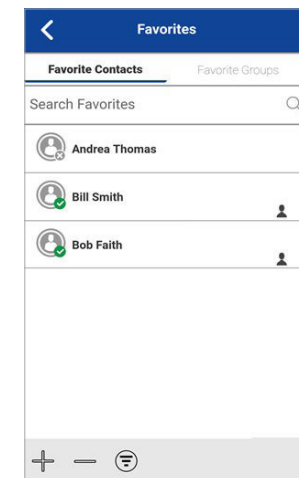 Favorites
Favorite Contacts Favorite Groups
Search Favorites
Andrea Thomas
Bill Smith
Bob Faith